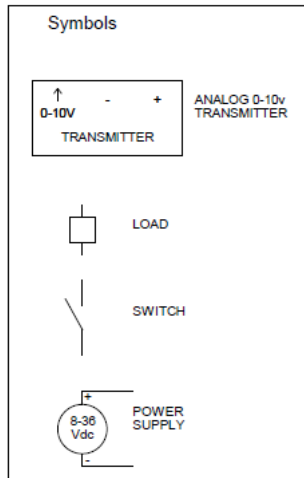 Symbols
↑ - +
0-10V
TRANSMITTER
ANALOG 0-10v
TRANSMITTER
LOAD
SWITCH
+
8-36
Vdc
-
POWER
SUPPLY